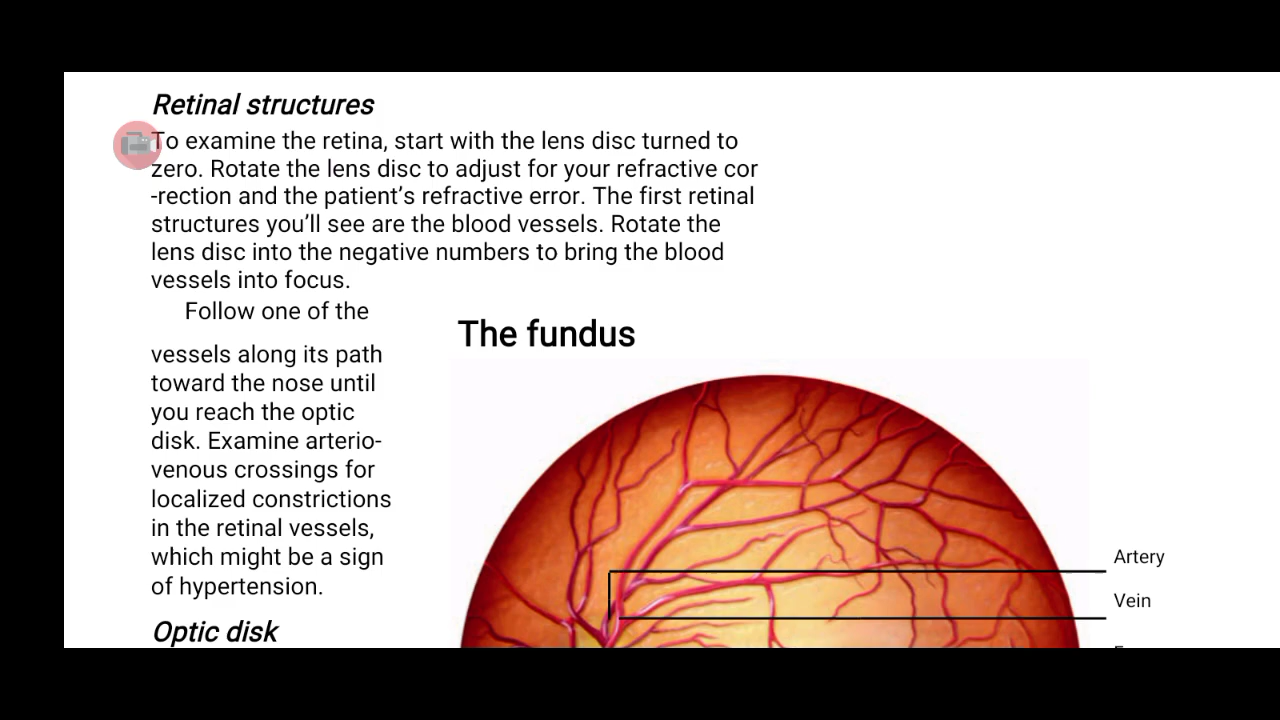 Retinal structures
To examine the retina, start with the lens disc turned to
zero. Rotate the lens disc to adjust for your refractive cor
-rection and the patient’s refractive error. The first retinal
structures you’ll see are the blood vessels. Rotate the
lens disc into the negative numbers to bring the blood
vessels into focus.
Follow one of the
vessels along its path
toward the nose until
you reach the optic
disk. Examine arterio-
venous crossings for
localized constrictions
in the retinal vessels,
which might be a sign
of hypertension.
Optic disk
The fundus
Artery
Vein